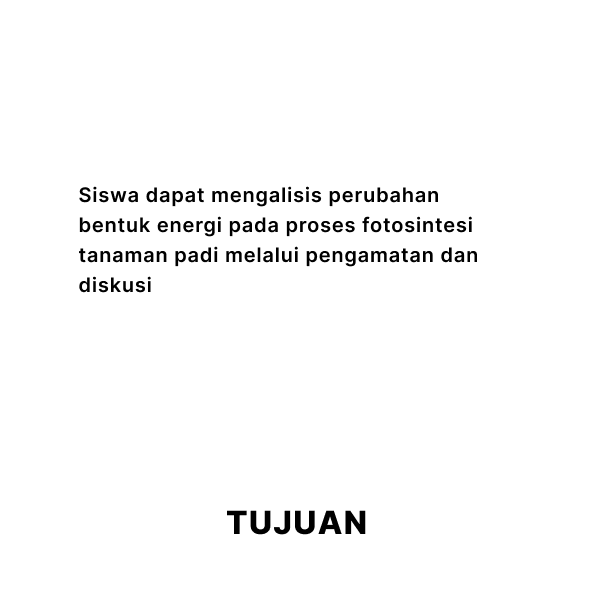 Siswa dapat mengalisis perubahan
bentuk energi pada proses fotosintesi
tanaman padi melalui pengamatan dan
diskusi
TUJUAN